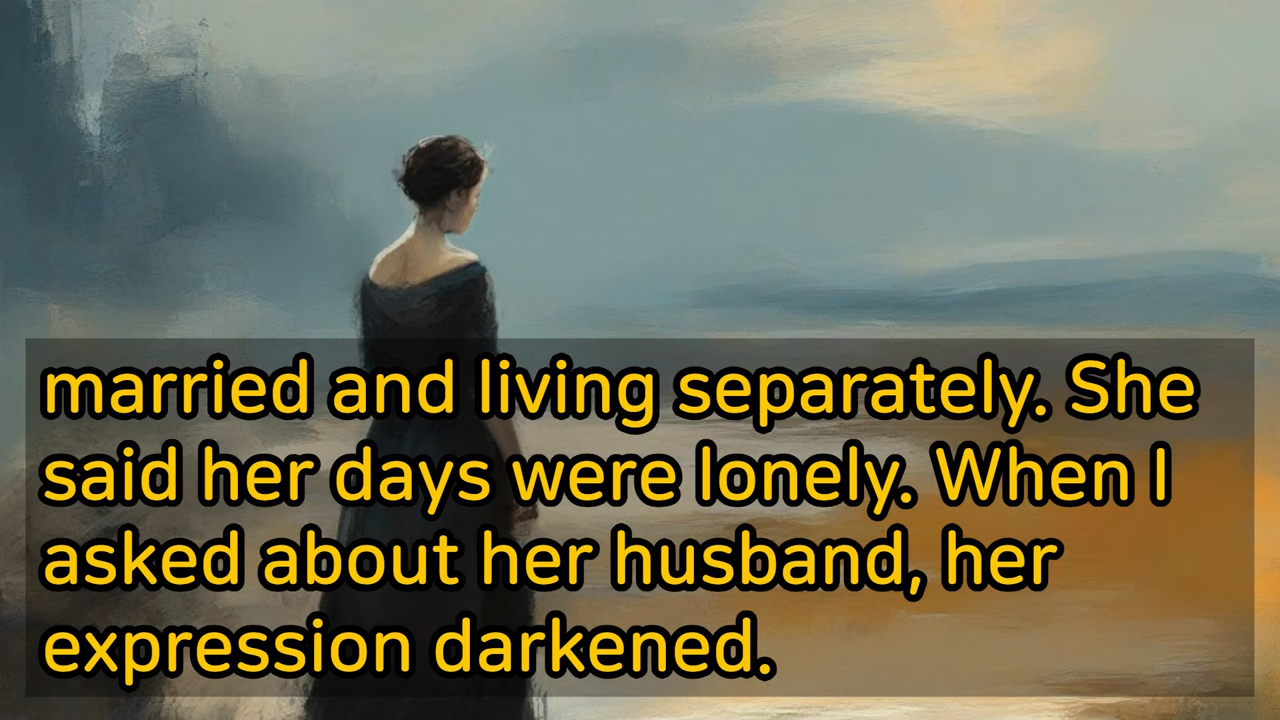 married and living separately. She
said her days were lonely. When I
asked about her husband, her
expression darkened.